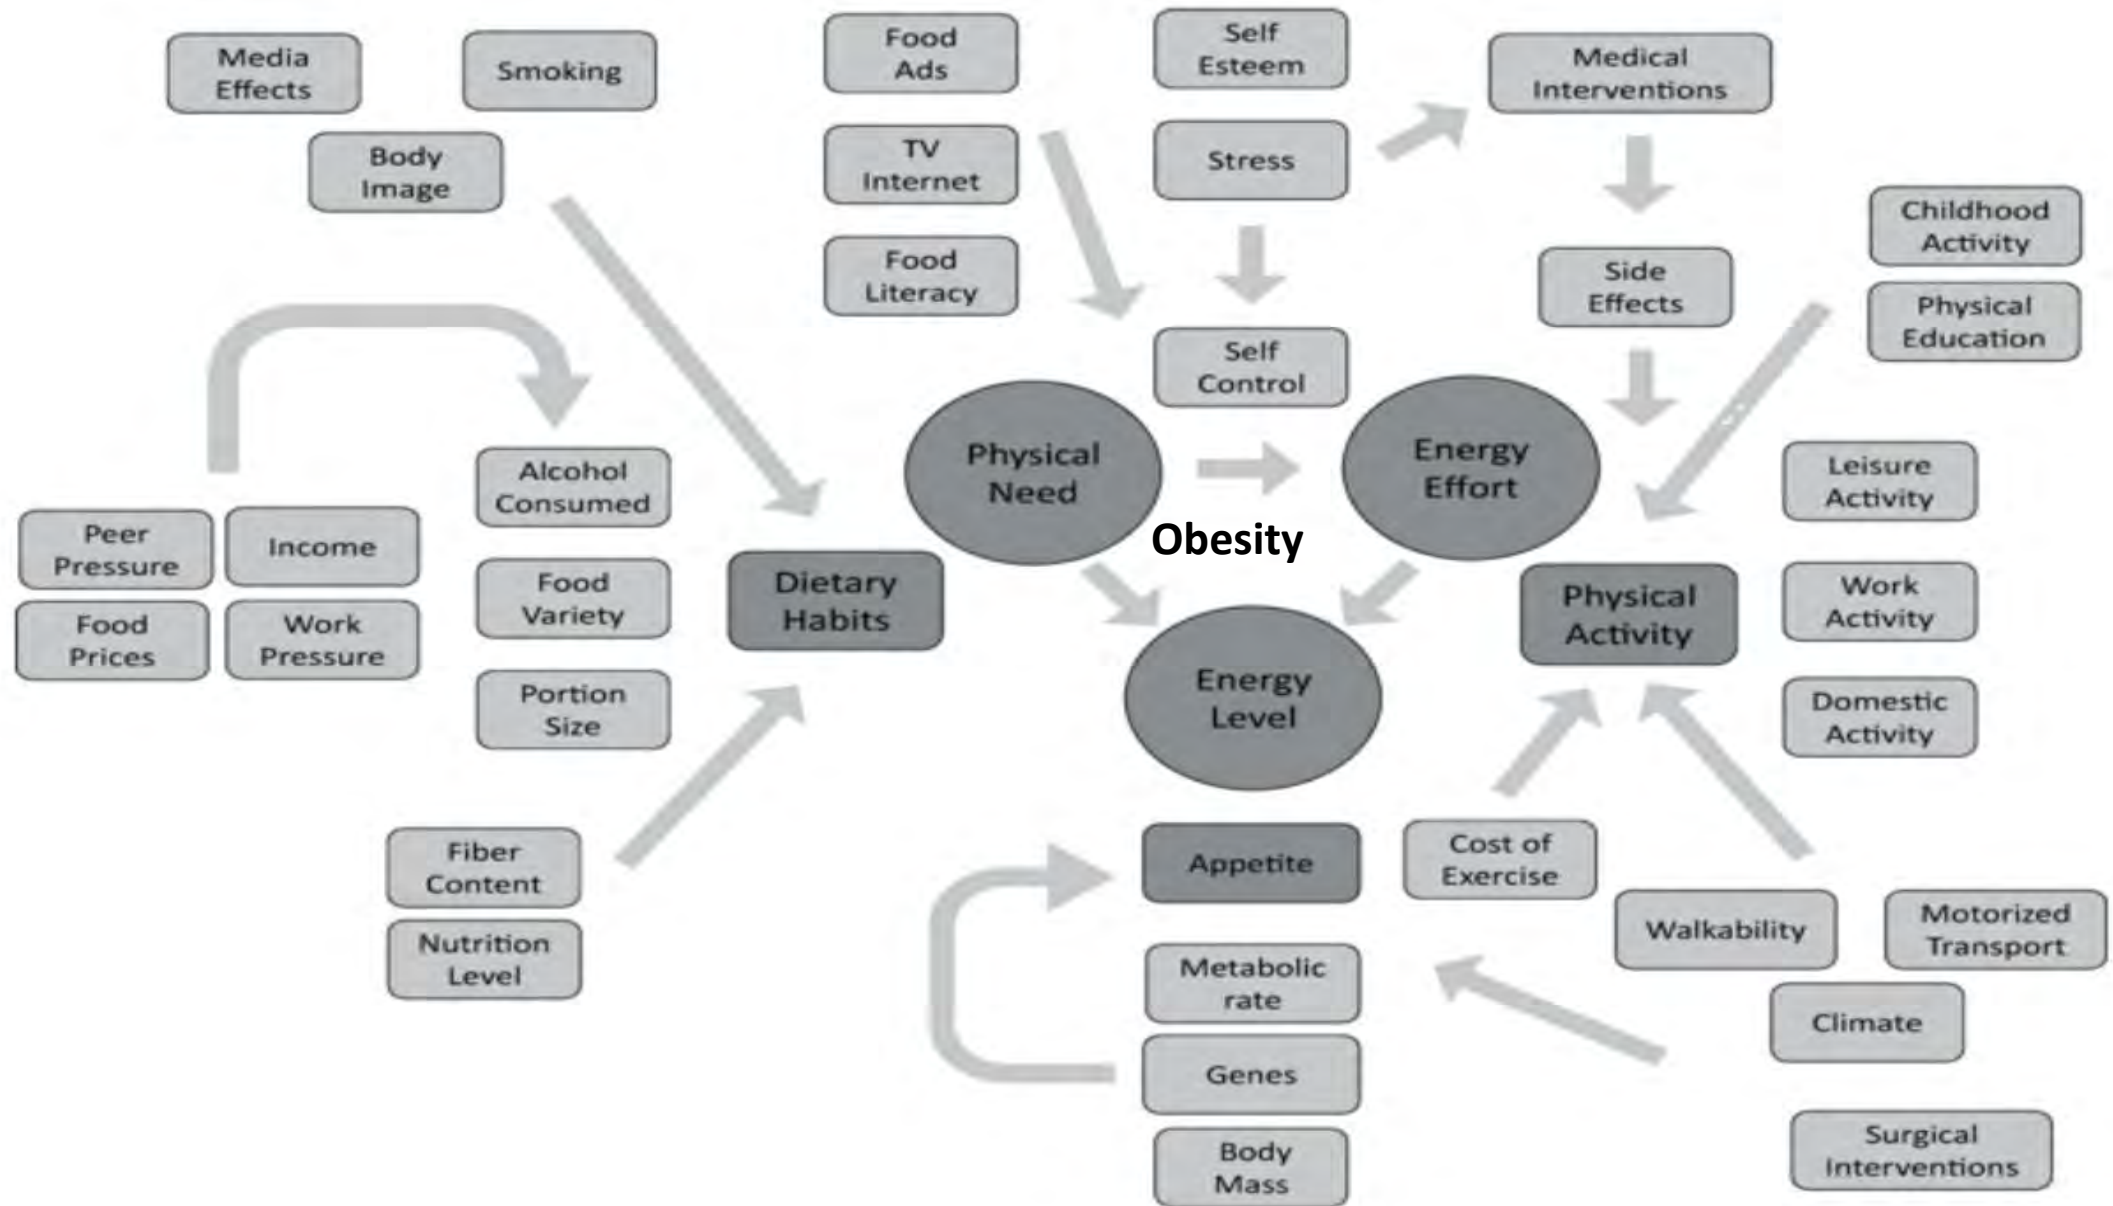 Media
Effects
Smoking
Body
Image
Food
Ads
TV
Internet
Food
Literacy
Self
Esteem
Stress
Self
Control
Medical
Interventions
Side
Effects
Childhood
Activity
Physical
Education
Peer
Pressure
Income
Food
Prices
Work
Pressure
Alcohol
Consumed
Food
Variety
Portion
Size
Dietary
Habits
Physical
Need
Energy
Effort
Obesity
Energy
Level
Physical
Activity
Leisure
Activity
Work
Activity
Domestic
Activity
Fiber
Content
Nutrition
Level
Appetite
Metabolic
rate
Genes
Body
Mass
Cost of
Exercise
Walkability
Motorized
Transport
Climate
Surgical
Interventions